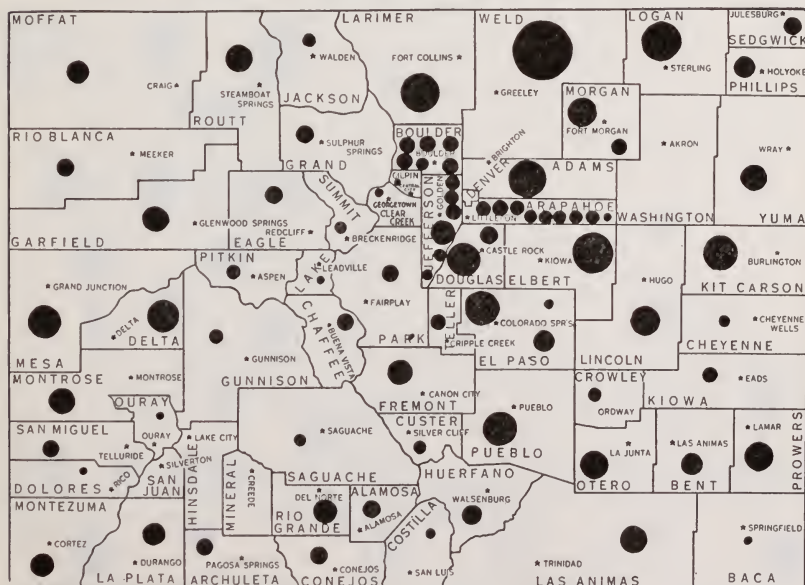 MOFFAT
CRAIG
ROUTT
STEAMBOAT
SPRINGS
WALDEN
JACKSON
LARIMER
FORT COLLINS
WELD
GREELEY
LOGAN
STERLING
JULESBURG
SEDGWICK
HOLYOKE
PHILLIPS
MORGAN
FORT MORGAN
RIO BLANCA
MEEKER
SULPHUR
SPRINGS
GRAND
BOULDER
BOULDER
GILPIN
CENTRAL
CITY
BRIGHTON
ADAMS
AKRON
WASHINGTON
WRAY
YUMA
GARFIELD
GLENWOOD SPRINGS
REDCLIFF
EAGLE
SUMMIT
BRECKENRIDGE
GEORGETOWN
CLEAR
CREEK
JEFFERSON
GOLDEN
DENVER
LITTLETON
ARAPAHOE
PITKIN
ASPEN
LAKE
LEADVILLE
FAIRPLAY
PARK
CASTLE ROCK
DOUGLAS
KIOWA
ELBERT
HUGO
LINCOLN
BURLINGTON
KIT CARSON
GRAND JUNCTION
MESA
DELTA
DELTA
GUNNISON
GUNNISON
CHAFFEE
BUENA VISTA
TELLER
CRIPPLE CREEK
COLORADO SPRS
EL PASO
CHEYENNE
WELLS
CHEYENNE
MONTROSE
MONTROSE
OURAY
OURAY
CANON CITY
FREMONT
CROWLEY
ORDWAY
EADS
KIOWA
SAN MIGUEL
TELLURIDE
LAKE CITY
SAGUACHE
SAGUACHE
CUSTER
SILVER CLIFF
PUEBLO
PUEBLO
LA JUNTA
OTERO
LAS ANIMAS
BENT
LAMAR
PROWERS
DOLORES
RICO
SILVERTON
SAN
JUAN
HINSDALE
MINERAL
CREEDE
DEL NORTE
RIO
GRANDE
ALAMOSA
ALAMOSA
COSTILLA
HUERFANO
WALSENBURG
MONTEZUMA
CORTEZ
DURANGO
LA PLATA
PAGOSA SPRINGS
ARCHULETA
CONEJOS
CONEJOS
SAN LUIS
TRINIDAD
LAS ANIMAS
SPRINGFIELD
BACA